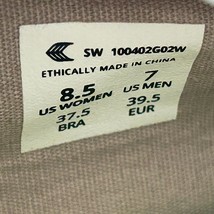 SW 100402G02W
ETHICALLY MADE IN CHINA
8.5 7
US WOMEN US MEN
37.5 39.5
BRA EUR